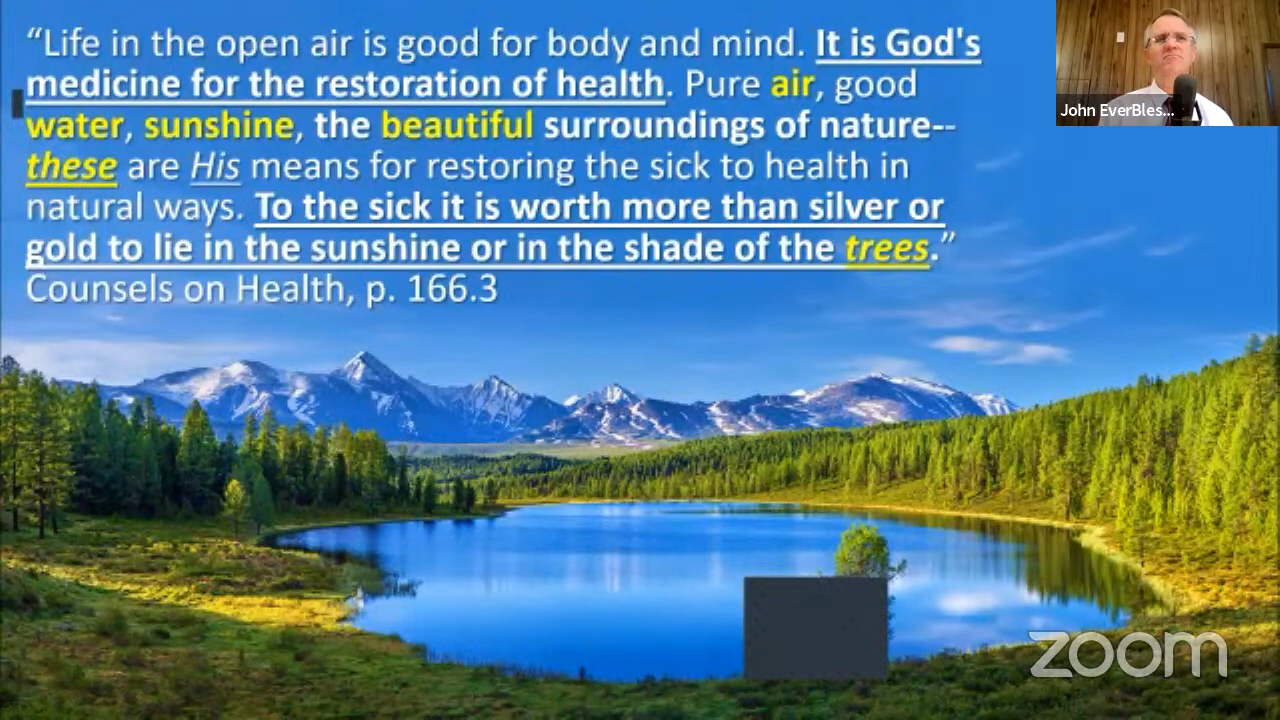 “Life in the open air is good for body and mind. It is God's
medicine for the restoration of health. Pure air, good
water, sunshine, the beautiful surroundings of nature--
these are His means for restoring the sick to health in
natural ways. To the sick it is worth more than silver or
gold to lie in the sunshine or in the shade of the trees.”
Counsels on Health, p. 166.3
John EverBles...
zoom